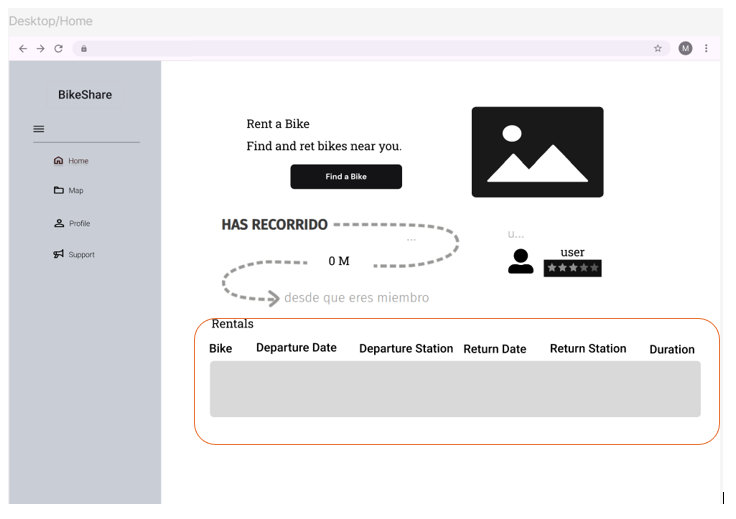 Desktop/Home
M
BikeShare
Home
Map
Profile
Support
Rent a Bike
Find and ret bikes near you.
Find a Bike
HAS RECORRIDO
...
0 M
desde que eres miembro
u...
user
Rentals
Bike Departure Date Departure Station Return Date Return Station Duration